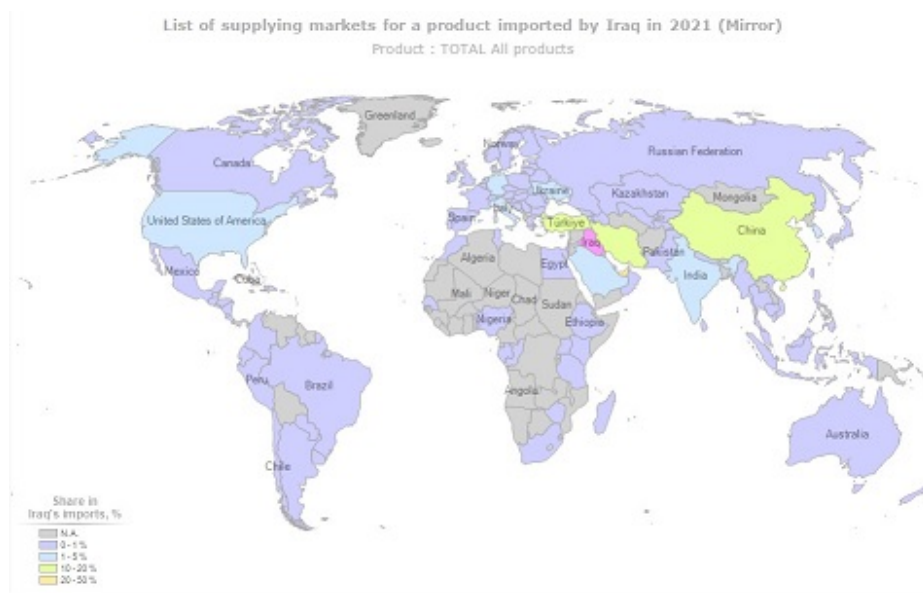 List of supplying markets for a product imported by Iraq in 2021 (Mirror)
Product : TOTAL All products
Greenland
Norway
Canada
Russian Federation
Ukraine
Kazakhstan
Mongolia
United States of America
Spain
Italy
Türkiye
China
Iraq
Pakistan
Algeria
Egypt
India
Mexico
Cuba
Mali
Niger
Chad
Sudan
Nigeria
Ethiopia
Peru
Brazil
Angola
Australia
Chile
Share in
Iraq's imports, %
N.A.
0-1%
1-5%
10-20%
20-50%